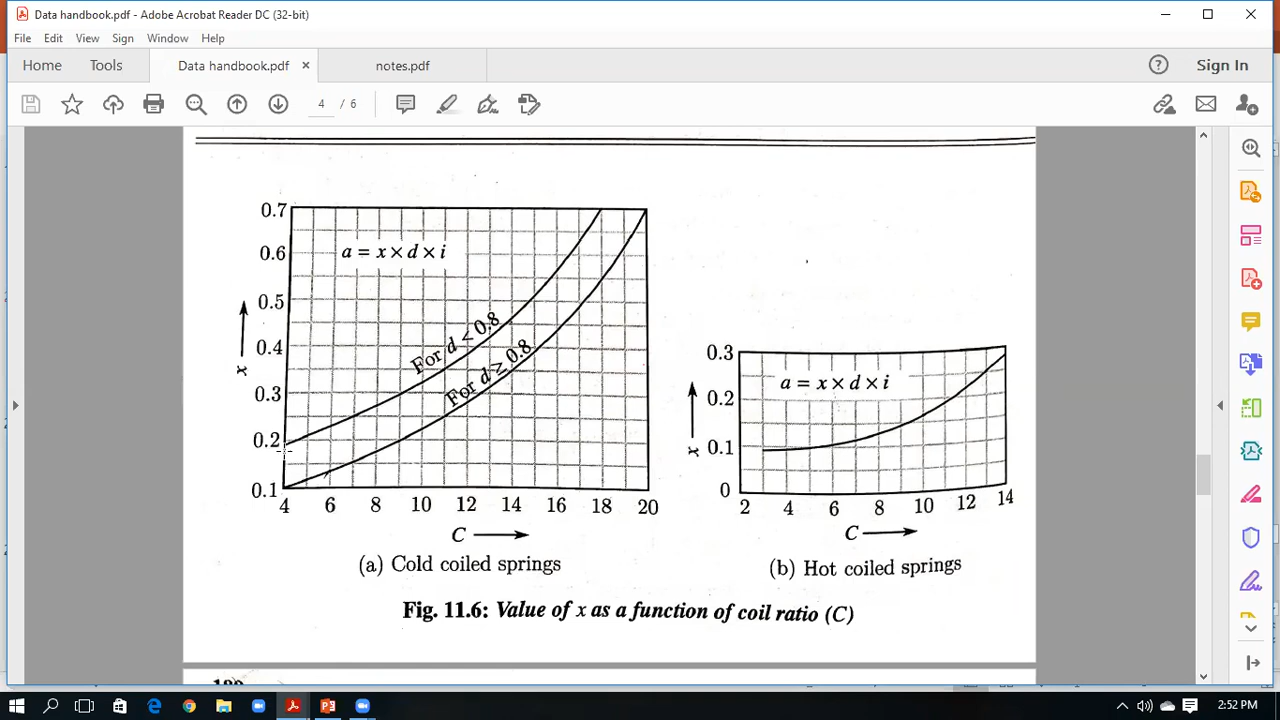 Data handbook.pdf - Adobe Acrobat Reader DC (32-bit)
File Edit View Sign Window Help
Home Tools Data handbook.pdf × notes.pdf ? Sign In
4 / 6
0.7
0.6
0.5
0.4
0.3
0.2
0.1
x
a = x × d × i
For d < 0.8
For d ≥ 0.8
4 6 8 10 12 14 16 18 20
C
(a) Cold coiled springs
0.3
0.2
0.1
0
x
a = x × d × i
2 4 6 8 10 12 14
C
(b) Hot coiled springs
Fig. 11.6: Value of x as a function of coil ratio (C)
2:52 PM